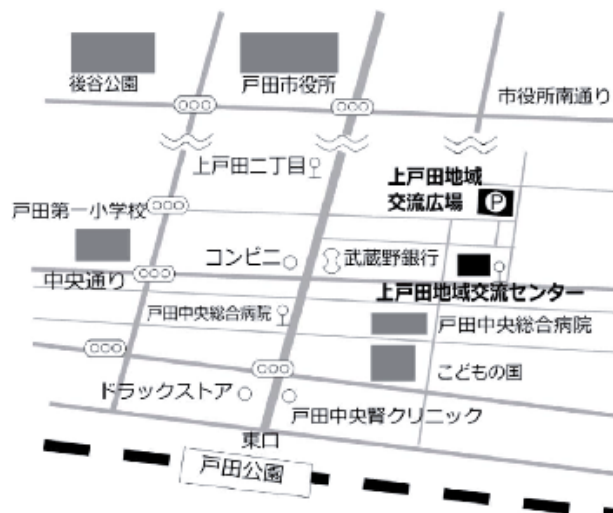 後谷公園
戸田市役所
市役所南通り
上戸田二丁目
上戸田地域
交流広場
P
戸田第一小学校
コンビニ
武蔵野銀行
中央通り
上戸田地域交流センター
戸田中央総合病院
戸田中央総合病院
こどもの国
ドラックストア
戸田中央腎クリニック
東口
戸田公園